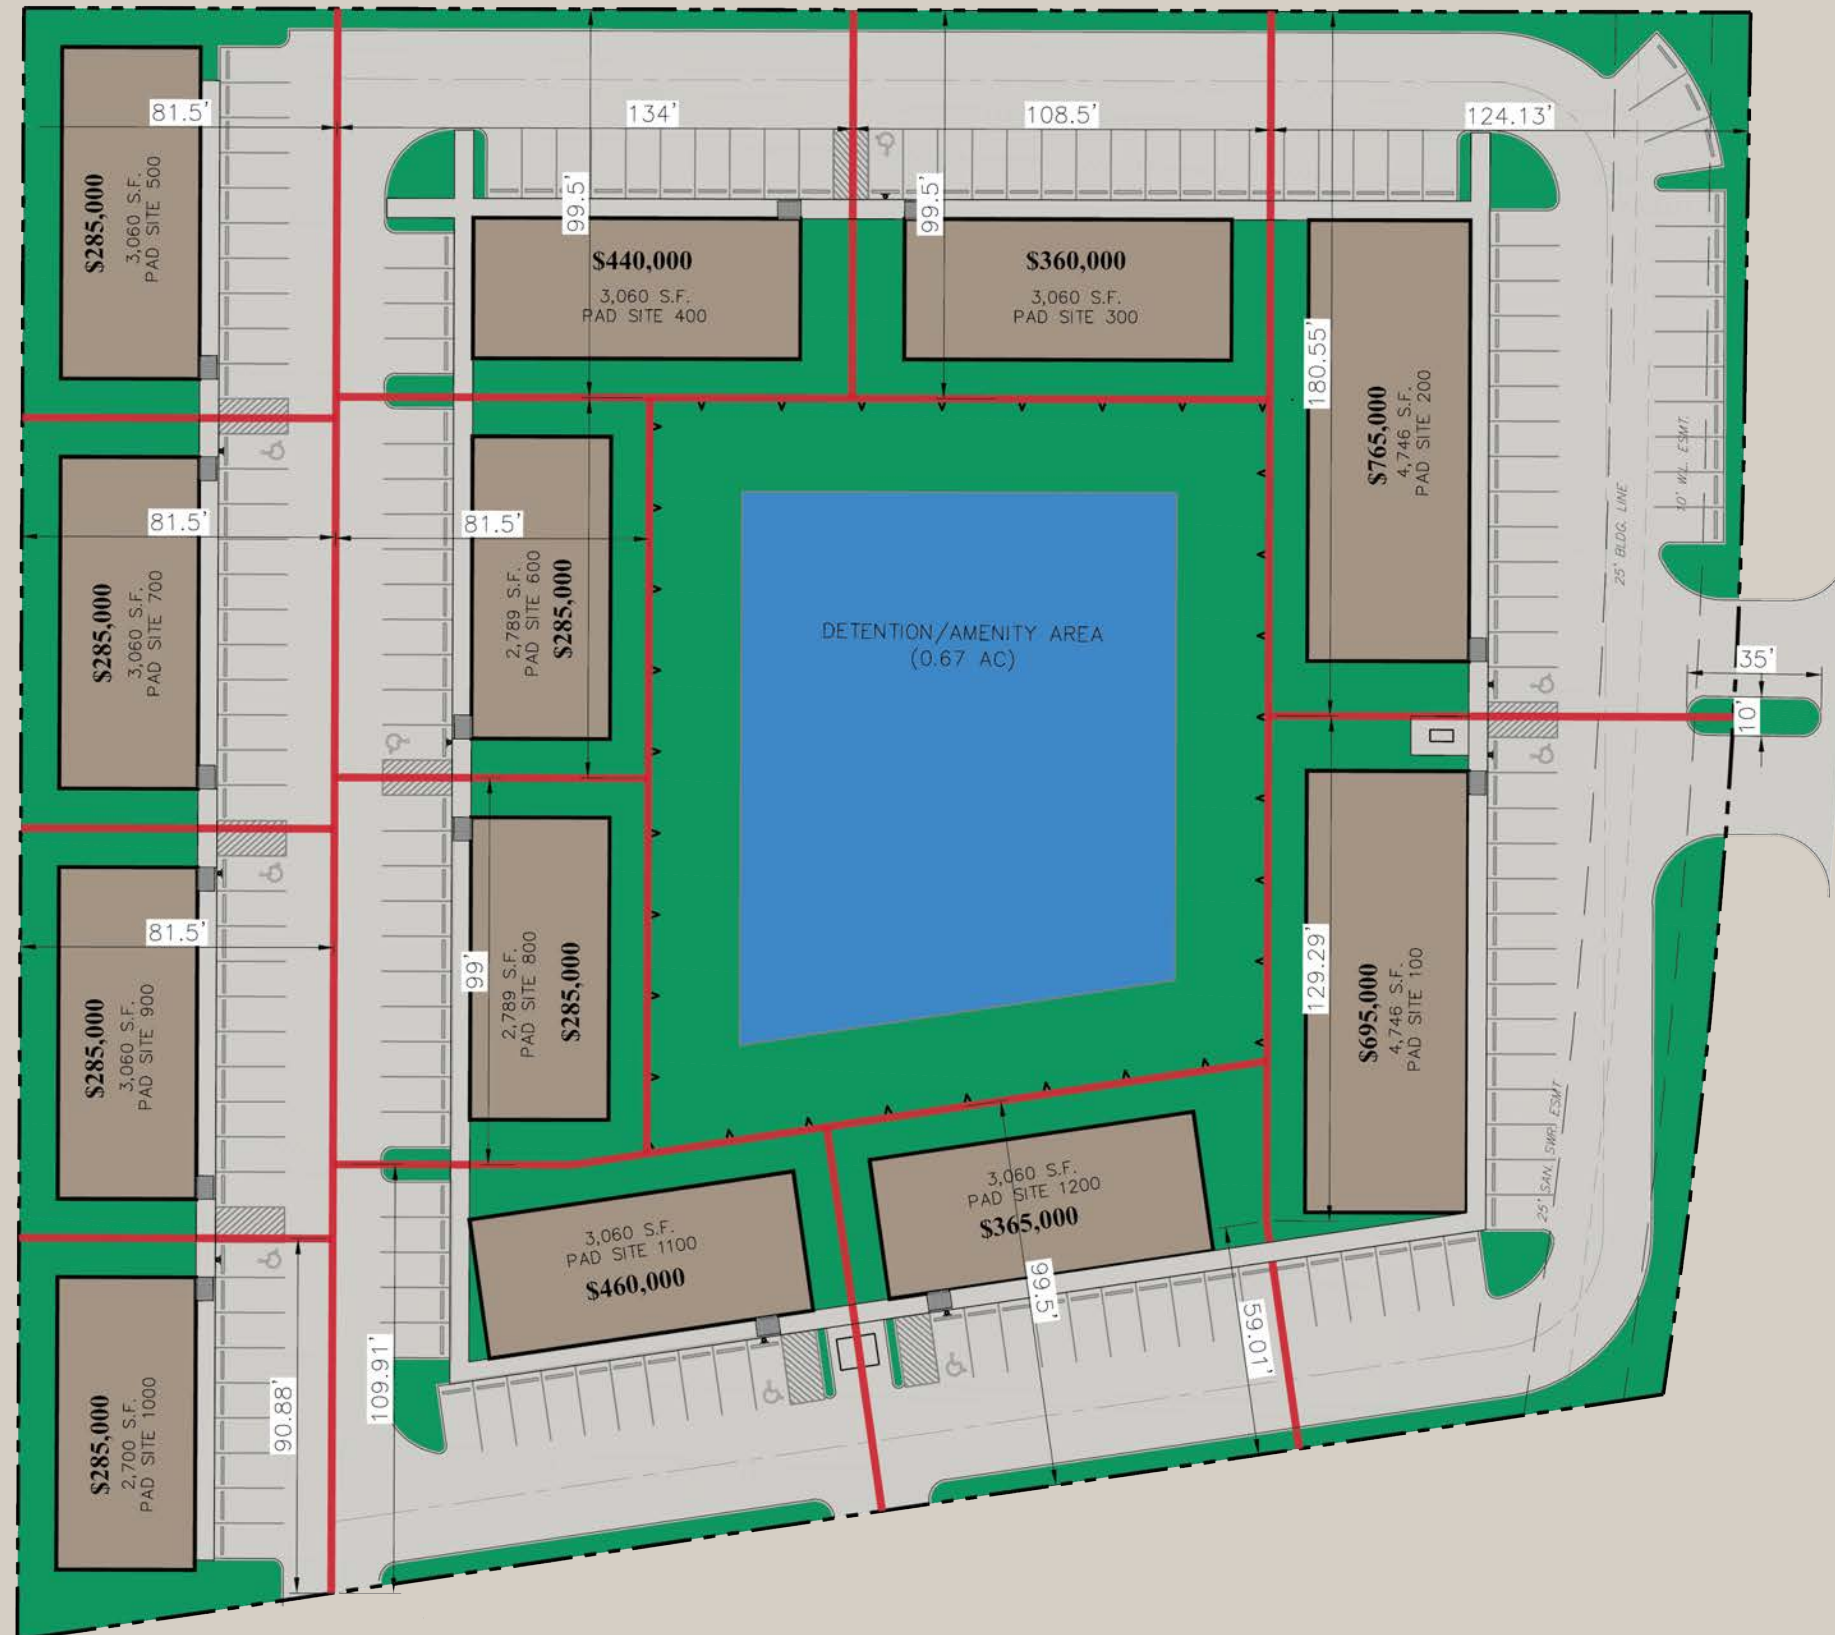 81.5'
134'
108.5'
124.13'
$285,000
3,060 S.F.
PAD SITE 500
99.5'
99.5'
$440,000
3,060 S.F.
PAD SITE 400
$360,000
3,060 S.F.
PAD SITE 300
180.55'
$765,000
4,746 S.F.
PAD SITE 200
10' W.L. ESMT.
25' BLDG. LINE
81.5'
81.5'
$285,000
3,060 S.F.
PAD SITE 700
2,789 S.F.
PAD SITE 600
$285,000
DETENTION/AMENITY AREA
(0.67 AC)
35'
10'
81.5'
$285,000
3,060 S.F.
PAD SITE 900
99'
2,789 S.F.
PAD SITE 800
$285,000
129.29'
$695,000
4,746 S.F.
PAD SITE 100
25' SAN. SWR. ESMT
3,060 S.F.
PAD SITE 1200
$365,000
3,060 S.F.
PAD SITE 1100
$460,000
99.5'
59.01'
109.91'
90.88'
$285,000
2,700 S.F.
PAD SITE 1000